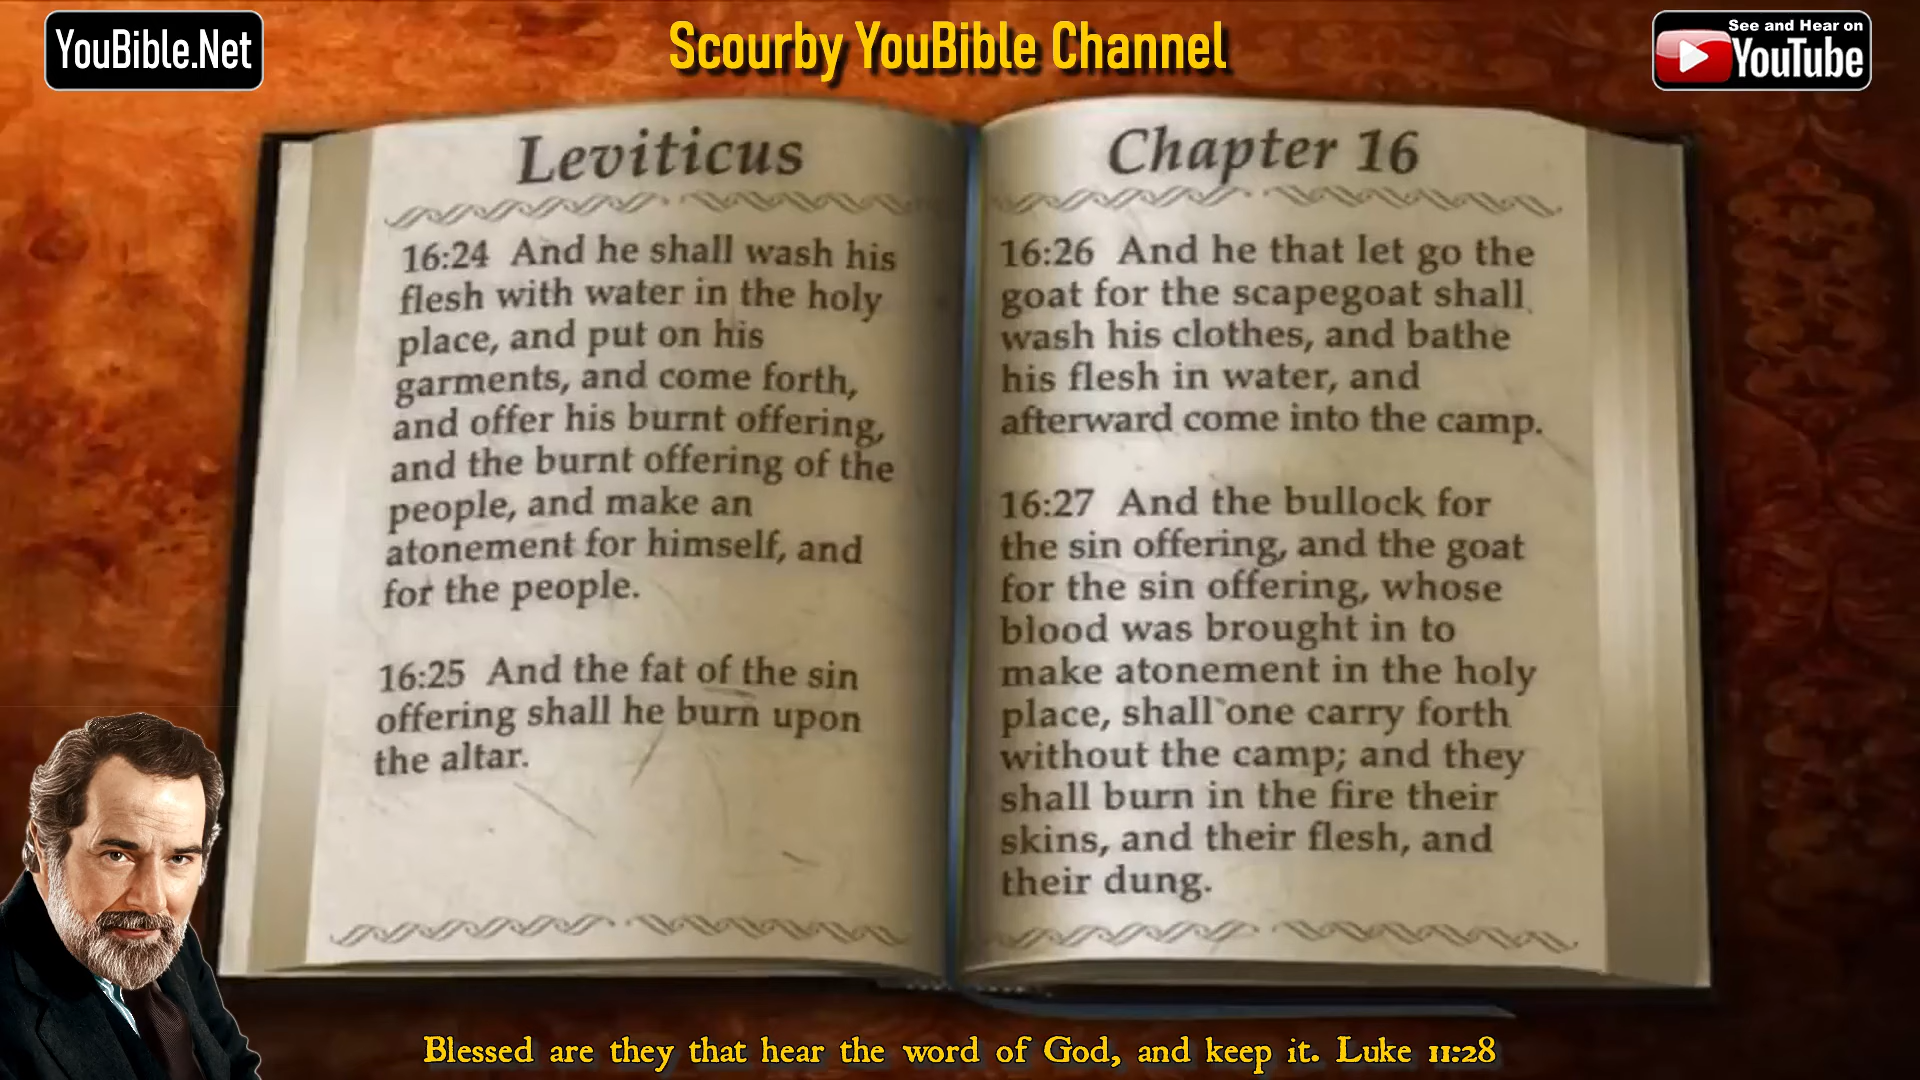 YouBible.Net
Scourby YouBible Channel
See and Hear on
YouTube
Leviticus
16:24 And he shall wash his
flesh with water in the holy
place, and put on his
garments, and come forth,
and offer his burnt offering,
and the burnt offering of the
people, and make an
atonement for himself, and
for the people.
16:25 And the fat of the sin
offering shall he burn upon
the altar.
Chapter 16
16:26 And he that let go the
goat for the scapegoat shall
wash his clothes, and bathe
his flesh in water, and
afterward come into the camp.
16:27 And the bullock for
the sin offering, and the goat
for the sin offering, whose
blood was brought in to
make atonement in the holy
place, shall one carry forth
without the camp; and they
shall burn in the fire their
skins, and their flesh, and
their dung.
Blessed are they that hear the word of God, and keep it. Luke 11:28